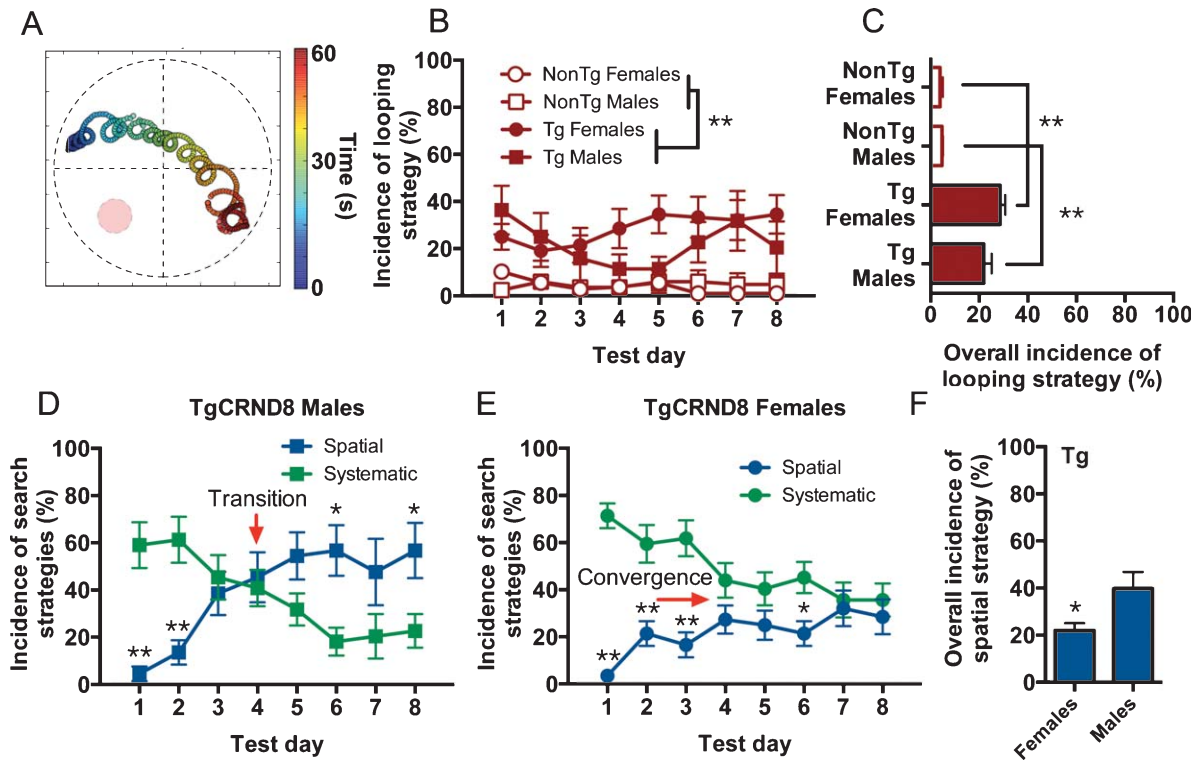 A
60
30
0
Time (s)
B
Incidence of looping
strategy (%)
100
80
60
40
20
0
NonTg Females
NonTg Males
Tg Females
Tg Males
**
1 2 3 4 5 6 7 8
Test day
C
NonTg
Females
NonTg
Males
Tg
Females
Tg
Males
**
**
0 20 40 60 80 100
Overall incidence of
looping strategy (%)
D
TgCRND8 Males
Incidence of search
strategies (%)
100
80
60
40
20
0
Spatial
Systematic
Transition
**
**
*
*
1 2 3 4 5 6 7 8
Test day
E
TgCRND8 Females
Incidence of search
strategies (%)
100
80
60
40
20
0
Spatial
Systematic
Convergence
**
**
**
*
1 2 3 4 5 6 7 8
Test day
F
Overall incidence of
spatial strategy (%)
100
80
60
40
20
0
Tg
*
Females
Males